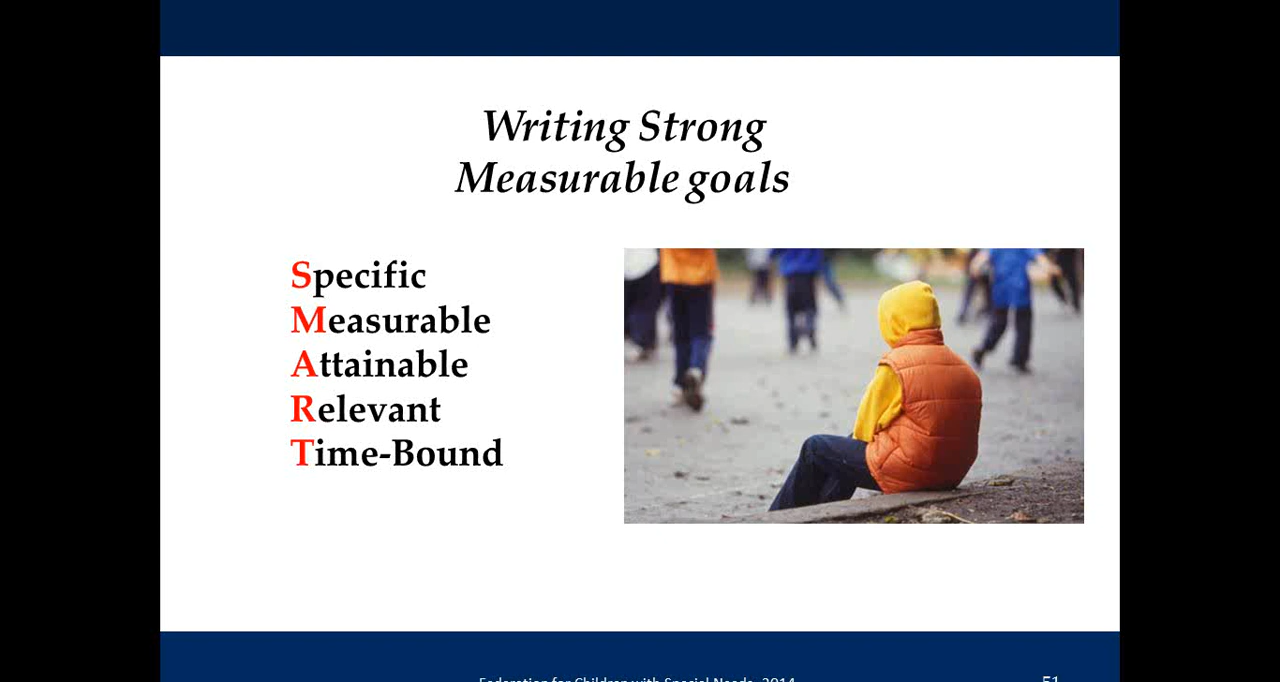 Writing Strong
Measurable goals
Specific
Measurable
Attainable
Relevant
Time-Bound
Federation for Children with Special Needs, 2014
51